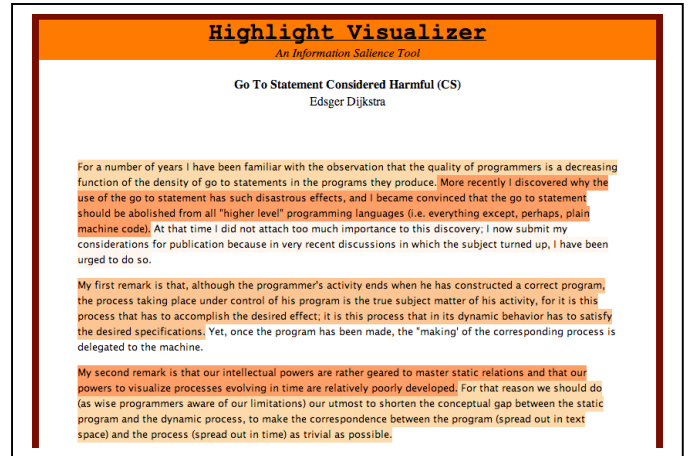 Highlight Visualizer
An Information Salience Tool
Go To Statement Considered Harmful (CS)
Edsger Dijkstra
For a number of years I have been familiar with the observation that the quality of programmers is a decreasing
function of the density of go to statements in the programs they produce. More recently I discovered why the
use of the go to statement has such disastrous effects, and I became convinced that the go to statement
should be abolished from all "higher level" programming languages (i.e. everything except, perhaps, plain
machine code). At that time I did not attach too much importance to this discovery; I now submit my
considerations for publication because in very recent discussions in which the subject turned up, I have been
urged to do so.
My first remark is that, although the programmer's activity ends when he has constructed a correct program,
the process taking place under control of his program is the true subject matter of his activity, for it is this
process that has to accomplish the desired effect; it is this process that in its dynamic behavior has to satisfy
the desired specifications. Yet, once the program has been made, the "making' of the corresponding process is
delegated to the machine.
My second remark is that our intellectual powers are rather geared to master static relations and that our
powers to visualize processes evolving in time are relatively poorly developed. For that reason we should do
(as wise programmers aware of our limitations) our utmost to shorten the conceptual gap between the static
program and the dynamic process, to make the correspondence between the program (spread out in text
space) and the process (spread out in time) as trivial as possible.